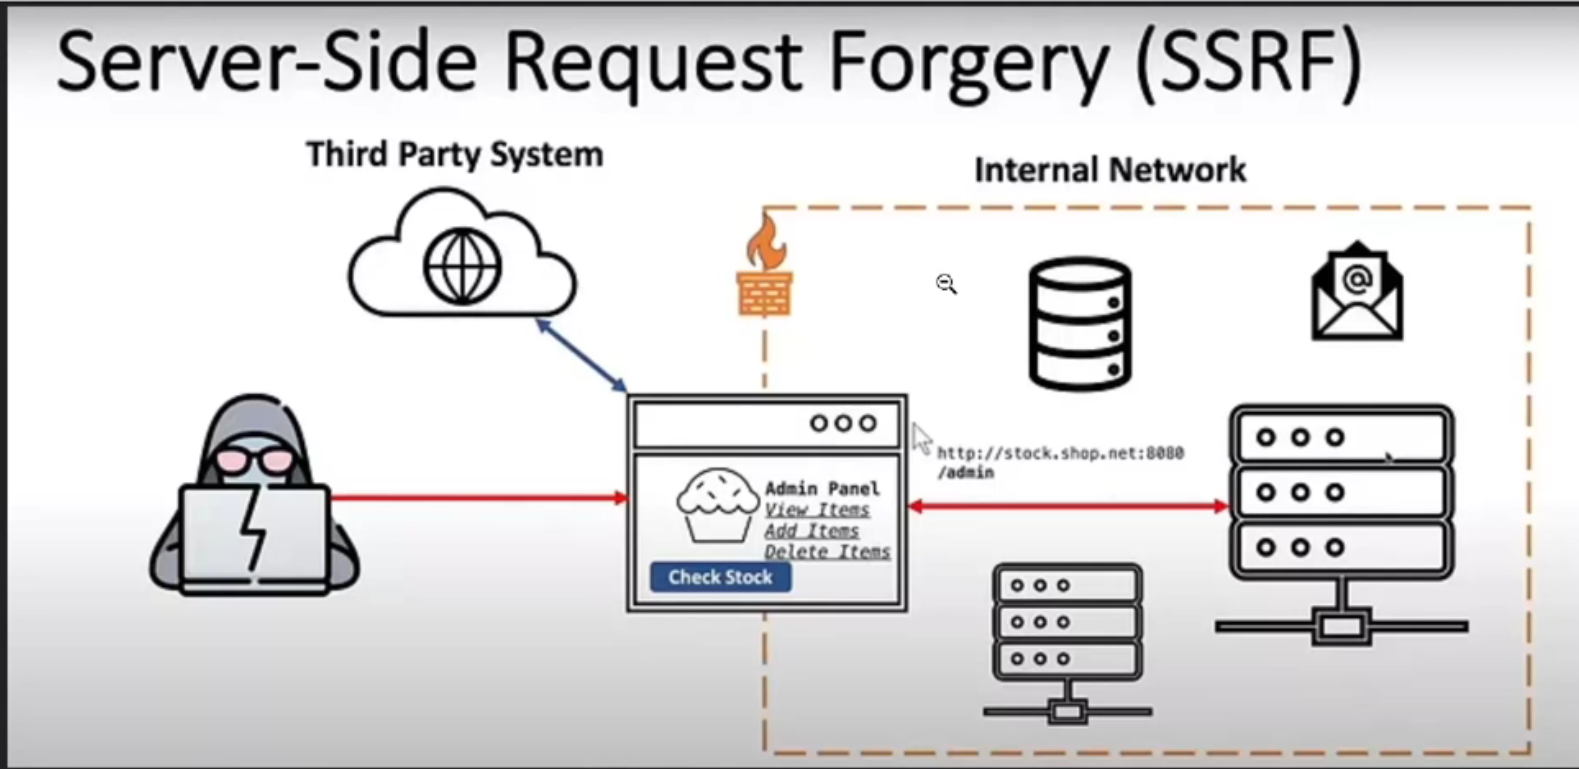 Server-Side Request Forgery (SSRF)
Third Party System
Internal Network
@
http://stock.shop.net:8080
/admin
Admin Panel
View Items
Add Items
Delete Items
Check Stock